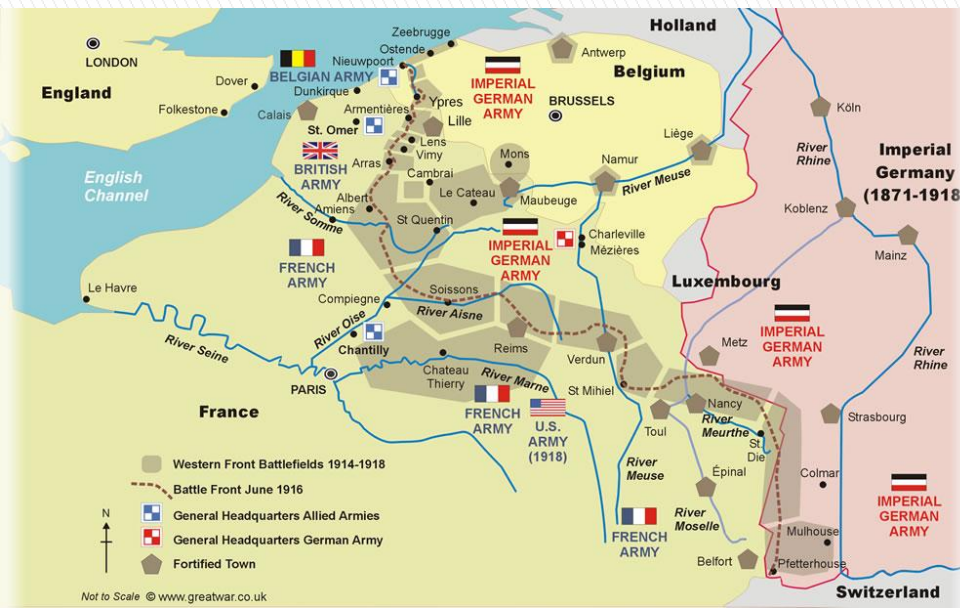 Holland
Zeebrugge
Ostende
Nieuwpoort
Antwerp
LONDON
BELGIAN ARMY
IMPERIAL
GERMAN
ARMY
Belgium
England
Dover
Dunkirque
Folkestone
Calais
Armentières
Ypres
BRUSSELS
Köln
St. Omer
Lille
Liège
BRITISH
ARMY
Lens
Vimy
Arras
Mons
Namur
River
Rhine
Imperial
Germany
(1871-1918)
English
Channel
Cambrai
Le Cateau
Maubeuge
River Meuse
Albert
Amiens
River Somme
St Quentin
Koblenz
IMPERIAL
GERMAN
ARMY
Charleville
Mézières
Mainz
FRENCH
ARMY
Luxembourg
Le Havre
Compiegne
Soissons
River Aisne
River Oise
Chantilly
River Seine
Reims
Verdun
Metz
IMPERIAL
GERMAN
ARMY
River
Rhine
PARIS
Chateau
Thierry
River Marne
St Mihiel
France
FRENCH
ARMY
U.S.
ARMY
(1918)
Toul
Nancy
River
Meurthe
St.
Die
Strasbourg
River
Meuse
Épinal
River
Moselle
Colmar
IMPERIAL
GERMAN
ARMY
FRENCH
ARMY
Belfort
Mulhouse
Pfetterhouse
Switzerland
Western Front Battlefields 1914-1918
Battle Front June 1916
N
General Headquarters Allied Armies
General Headquarters German Army
Fortified Town
Not to Scale © www.greatwar.co.uk